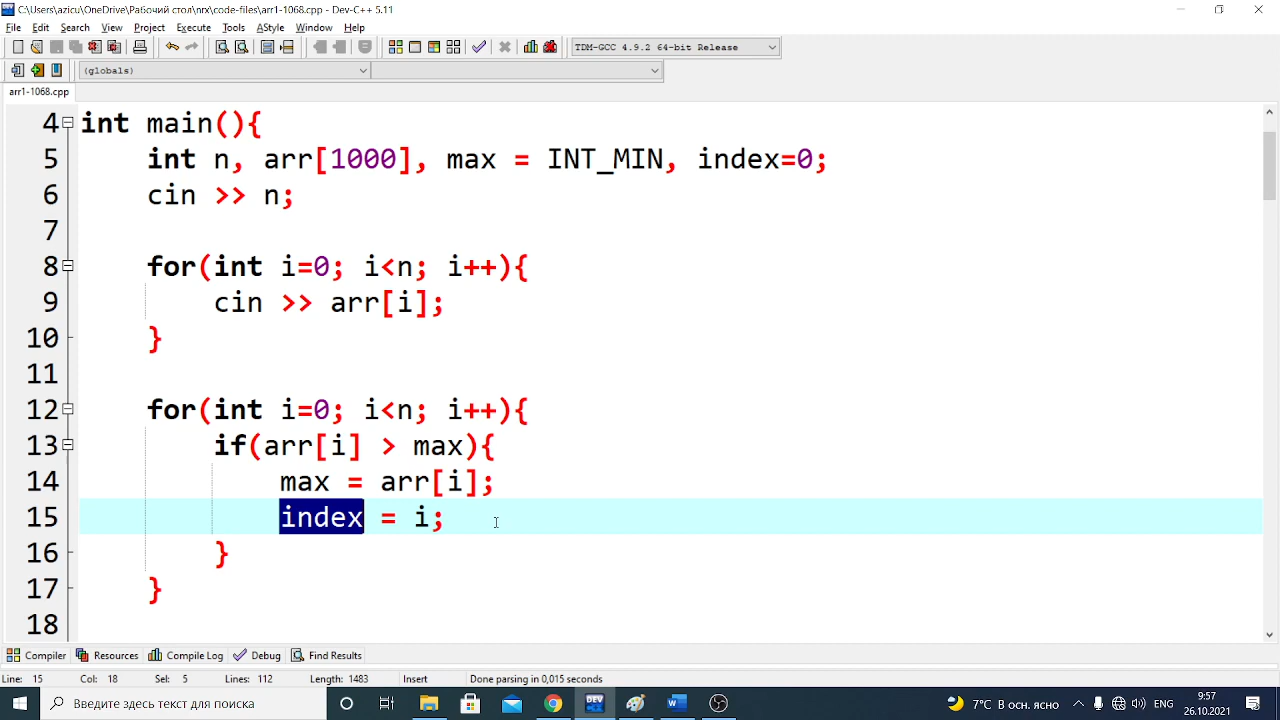 C:\Users\azicu\OneDrive\Рабочий стол\prx\code-files\arr1-1068.cpp - Dev-C++ 5.11
File Edit Search View Project Execute Tools AStyle Window Help
TDM-GCC 4.9.2 64-bit Release
(globals)
arr1-1068.cpp
4 int main(){
5 int n, arr[1000], max = INT_MIN, index=0;
6 cin >> n;
7
8 for(int i=0; i<n; i++){
9 cin >> arr[i];
10 }
11
12 for(int i=0; i<n; i++){
13 if(arr[i] > max){
14 max = arr[i];
15 index = i;
16 }
17 }
18
Compiler Resources Compile Log Debug Find Results
Line: 15 Col: 18 Sel: 5 Lines: 112 Length: 1483 Insert Done parsing in 0,015 seconds
Введите здесь текст для поиска
7°C В осн. ясно
ENG
9:57
26.10.2021